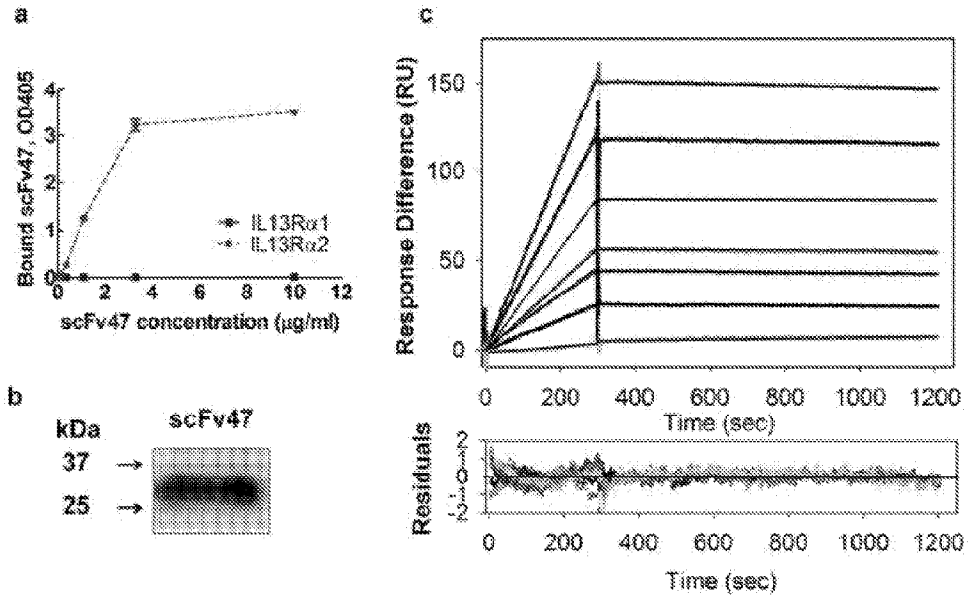 a
Bound scFv47, OD405
4
3
2
1
0
0 2 4 6 8 10 12
scFv47 concentration (μg/ml)
IL13Rα1
IL13Rα2
b
scFv47
kDa
37 →
25 →
c
Response Difference (RU)
150
100
50
0
0 200 400 600 800 1000 1200
Time (sec)
Residuals
2
1
0
-1
-2
0 200 400 600 800 1000 1200
Time (sec)